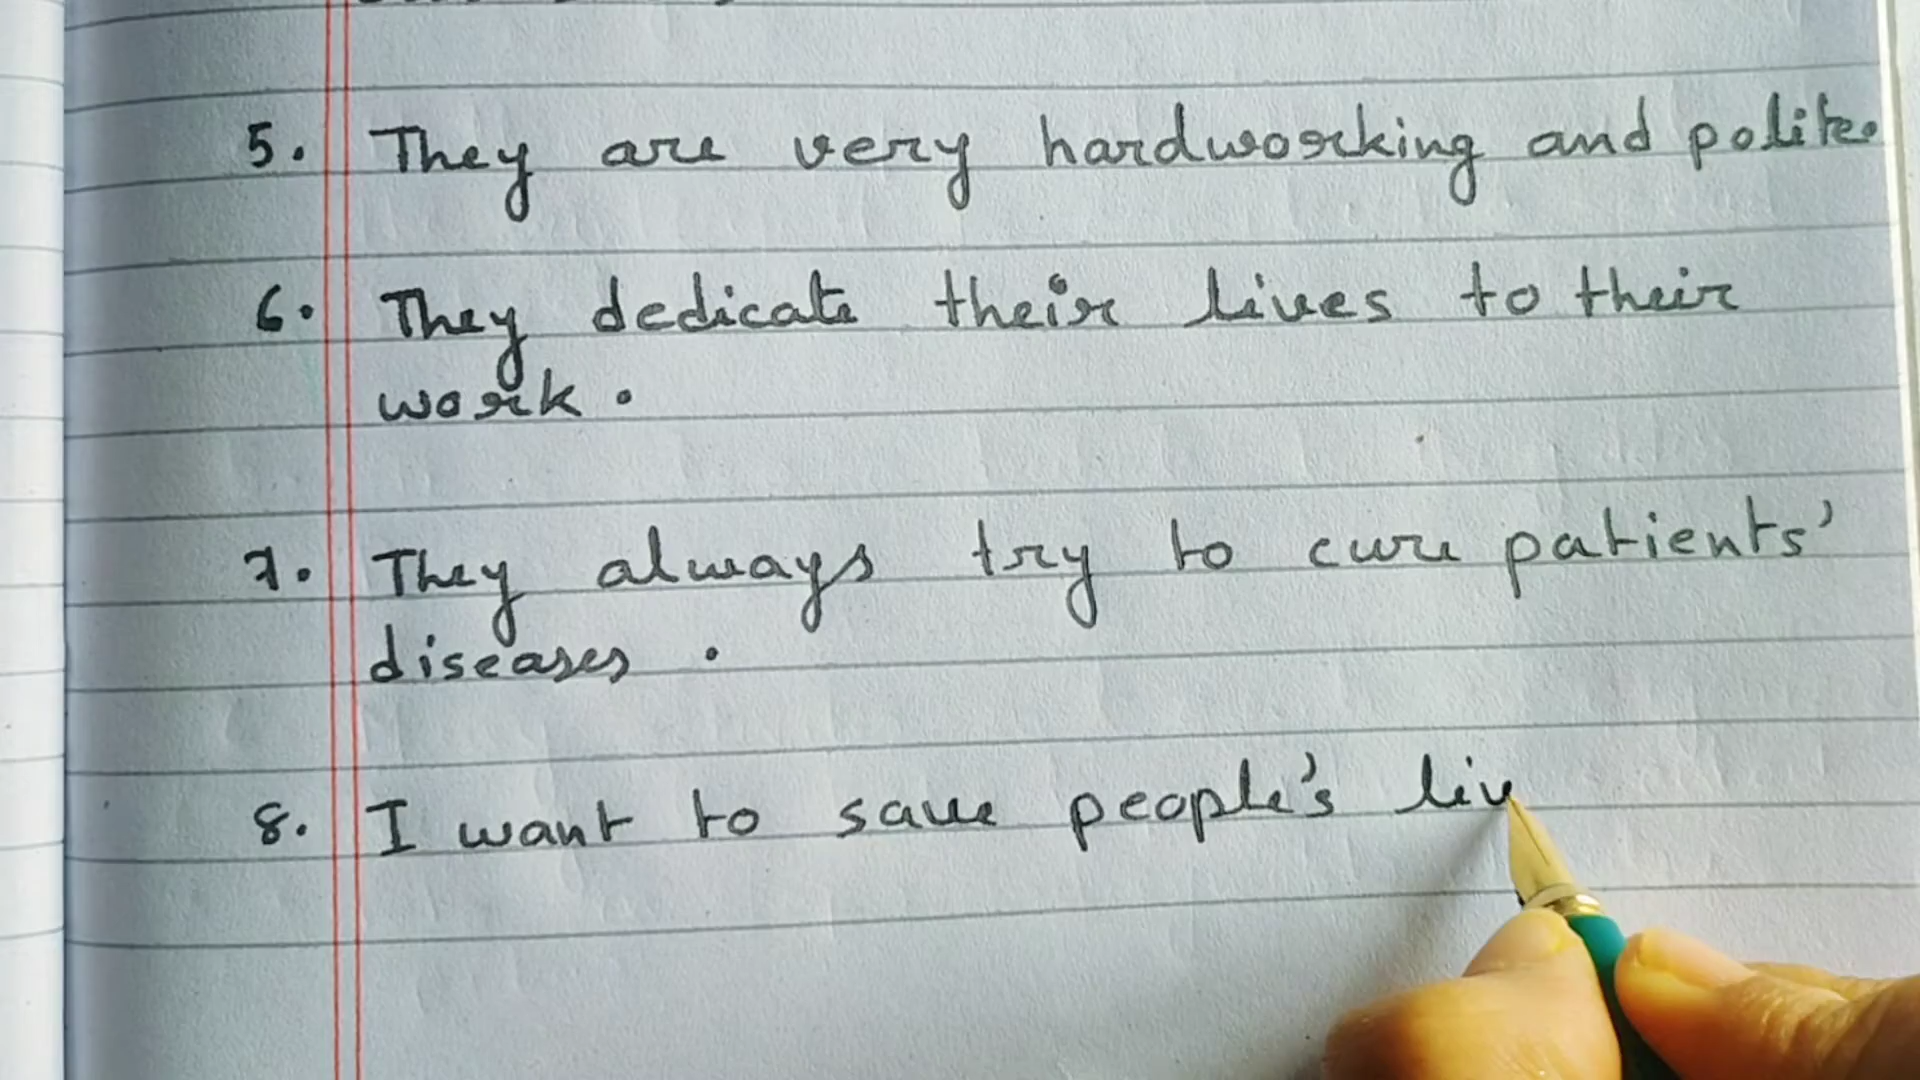 5. They are very hardworking and polite.
6. They dedicate their lives to their
work.
7. They always try to cure patients'
diseases.
8. I want to save people's liv